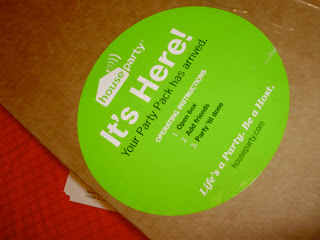 houseparty
It's Here!
Your Party Pack has arrived.
OPERATING INSTRUCTIONS
1. Open box
2. Add friends
3. Party 'til done
Life's a Party. Be a Host.
houseparty.com